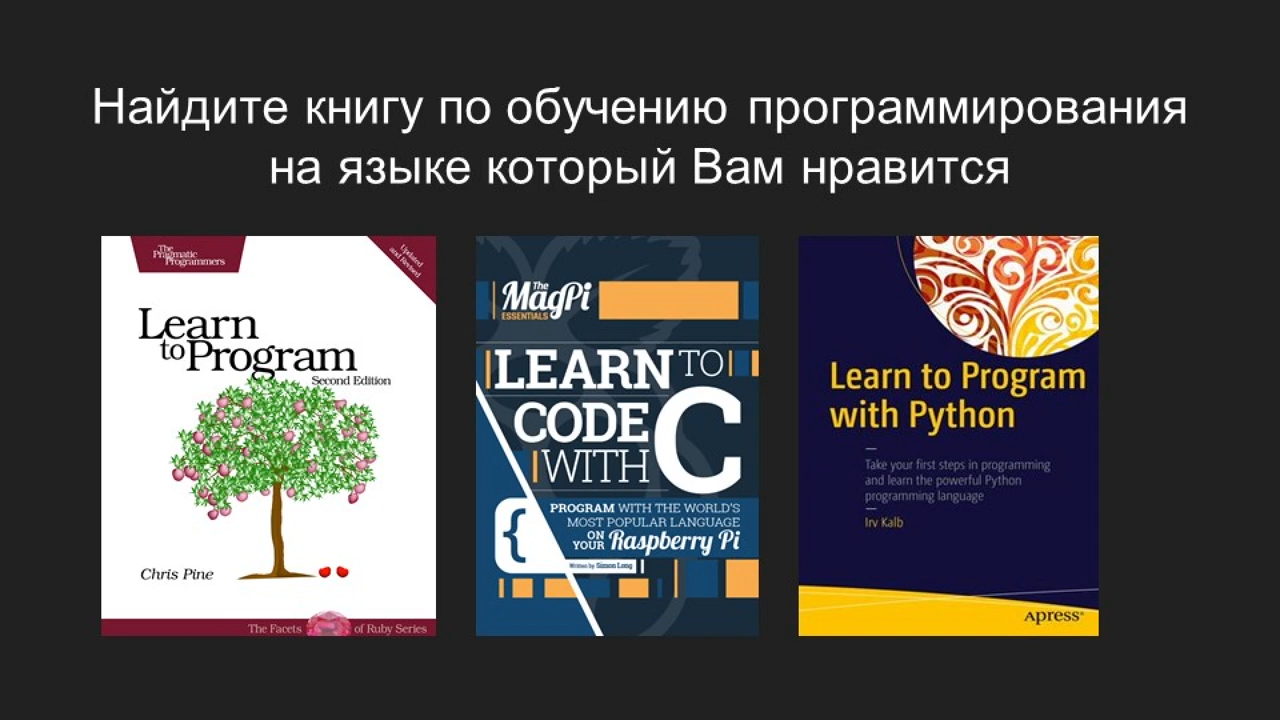 Найдите книгу по обучению программирования
на языке который Вам нравится
The
Pragmatic
Programmers
Updated
and Revised
Learn
to Program
Second Edition
Chris Pine
The Facets of Ruby Series
The
MagPi
ESSENTIALS
LEARN TO
CODE
WITH C
{
PROGRAM WITH THE WORLD'S
MOST POPULAR LANGUAGE
ON
YOUR Raspberry Pi
Written by Simon Long
Learn to Program
with Python
—
Take your first steps in programming
and learn the powerful Python
programming language
—
Irv Kalb
Apress®